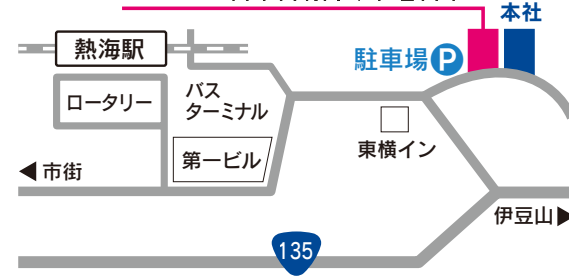 本社
熱海駅
駐車場 P
ロータリー
バス
ターミナル
東横イン
第一ビル
◀市街
伊豆山▶
135